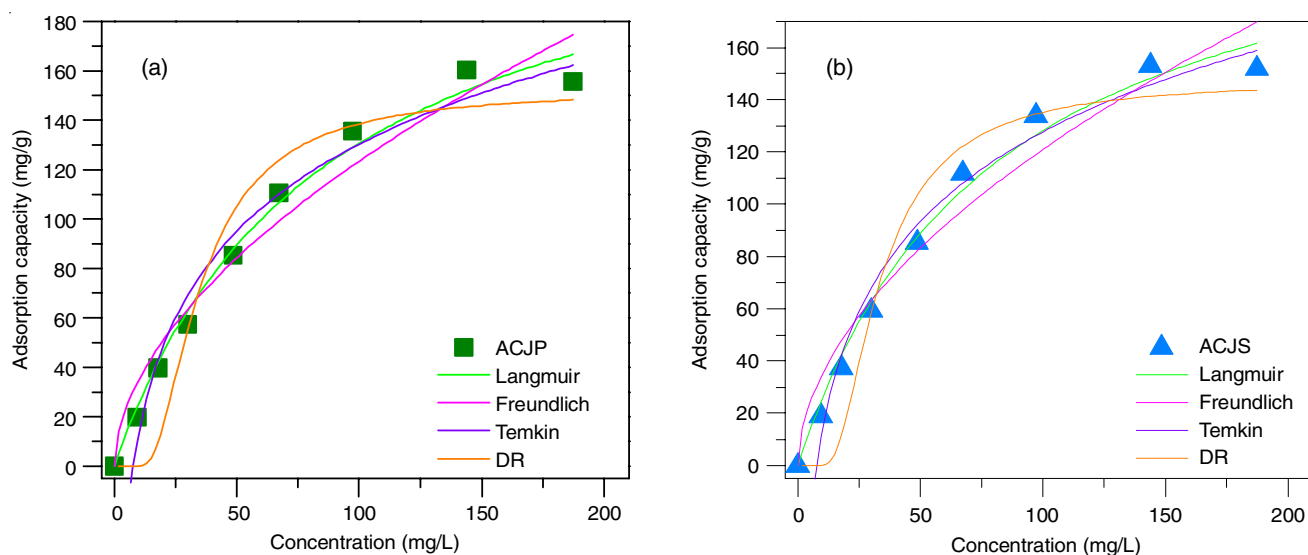 180
160
140
120
100
80
60
40
20
0
Adsorption capacity (mg/g)
(a)
ACJP
Langmuir
Freundlich
Temkin
DR
0 50 100 150 200
Concentration (mg/L)
160
140
120
100
80
60
40
20
0
Adsorption capacity (mg/g)
(b)
ACJS
Langmuir
Freundlich
Temkin
DR
0 50 100 150 200
Concentration (mg/L)